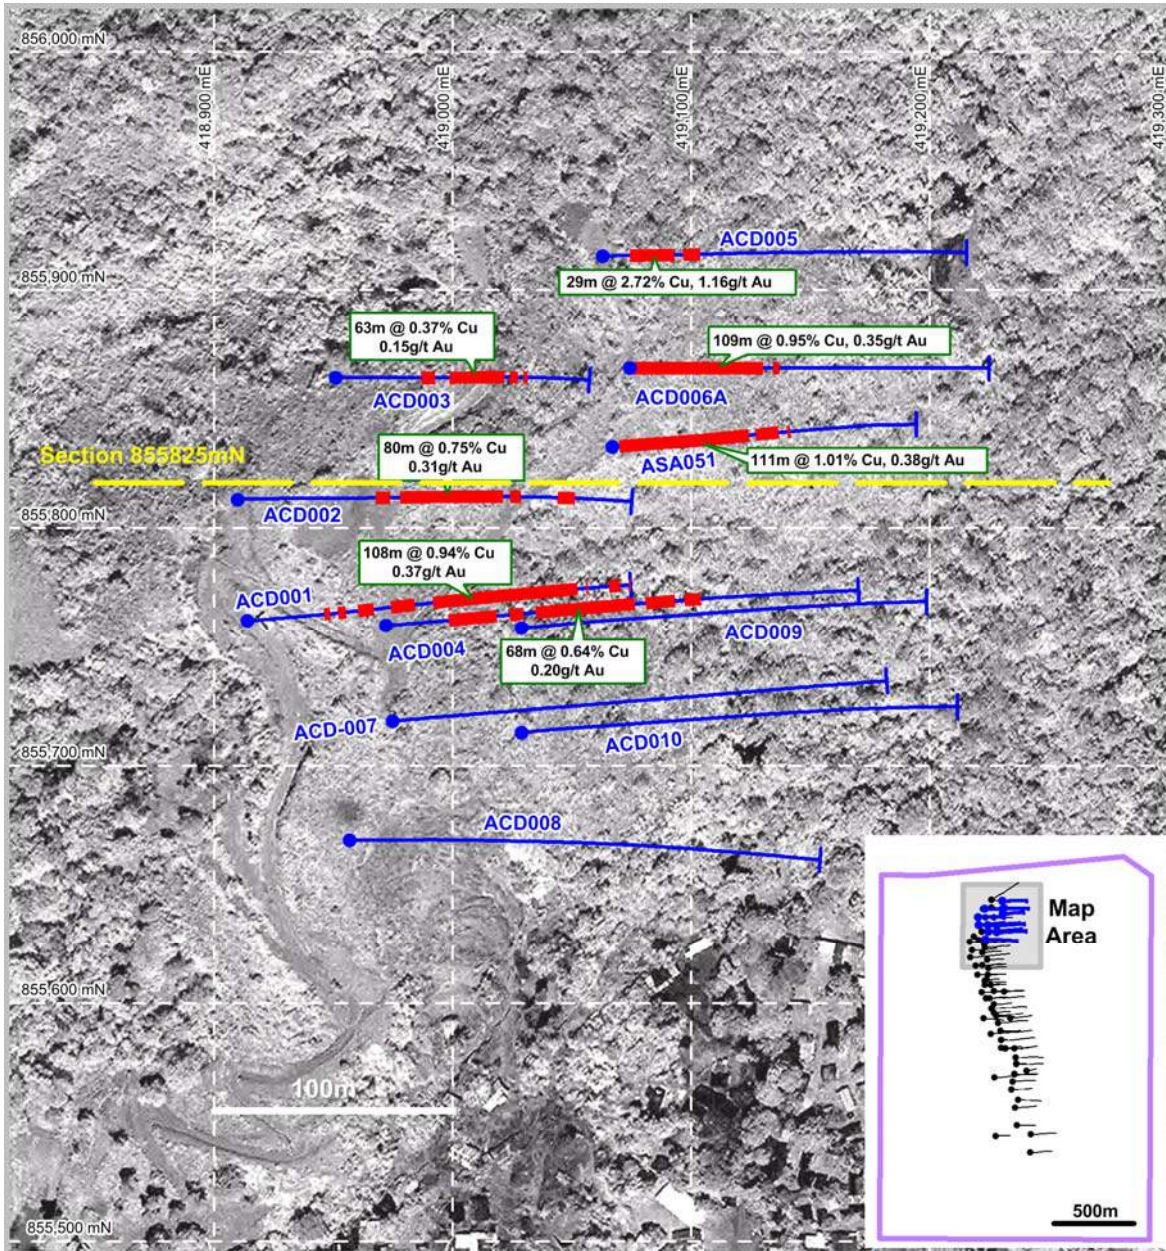 856,000 mN
418,900 mE
419,000 mE
419,100 mE
419,200 mE
419,300 mE
ACD005
29m @ 2.72% Cu, 1.16g/t Au
855,900 mN
63m @ 0.37% Cu
0.15g/t Au
109m @ 0.95% Cu, 0.35g/t Au
ACD003
ACD006A
80m @ 0.75% Cu
0.31g/t Au
Section 855825mN
ASA051
111m @ 1.01% Cu, 0.38g/t Au
ACD002
855,800 mN
108m @ 0.94% Cu
0.37g/t Au
ACD001
ACD004
68m @ 0.64% Cu
0.20g/t Au
ACD009
ACD-007
ACD010
855,700 mN
ACD008
Map
Area
855,600 mN
100m
500m
855,500 mN